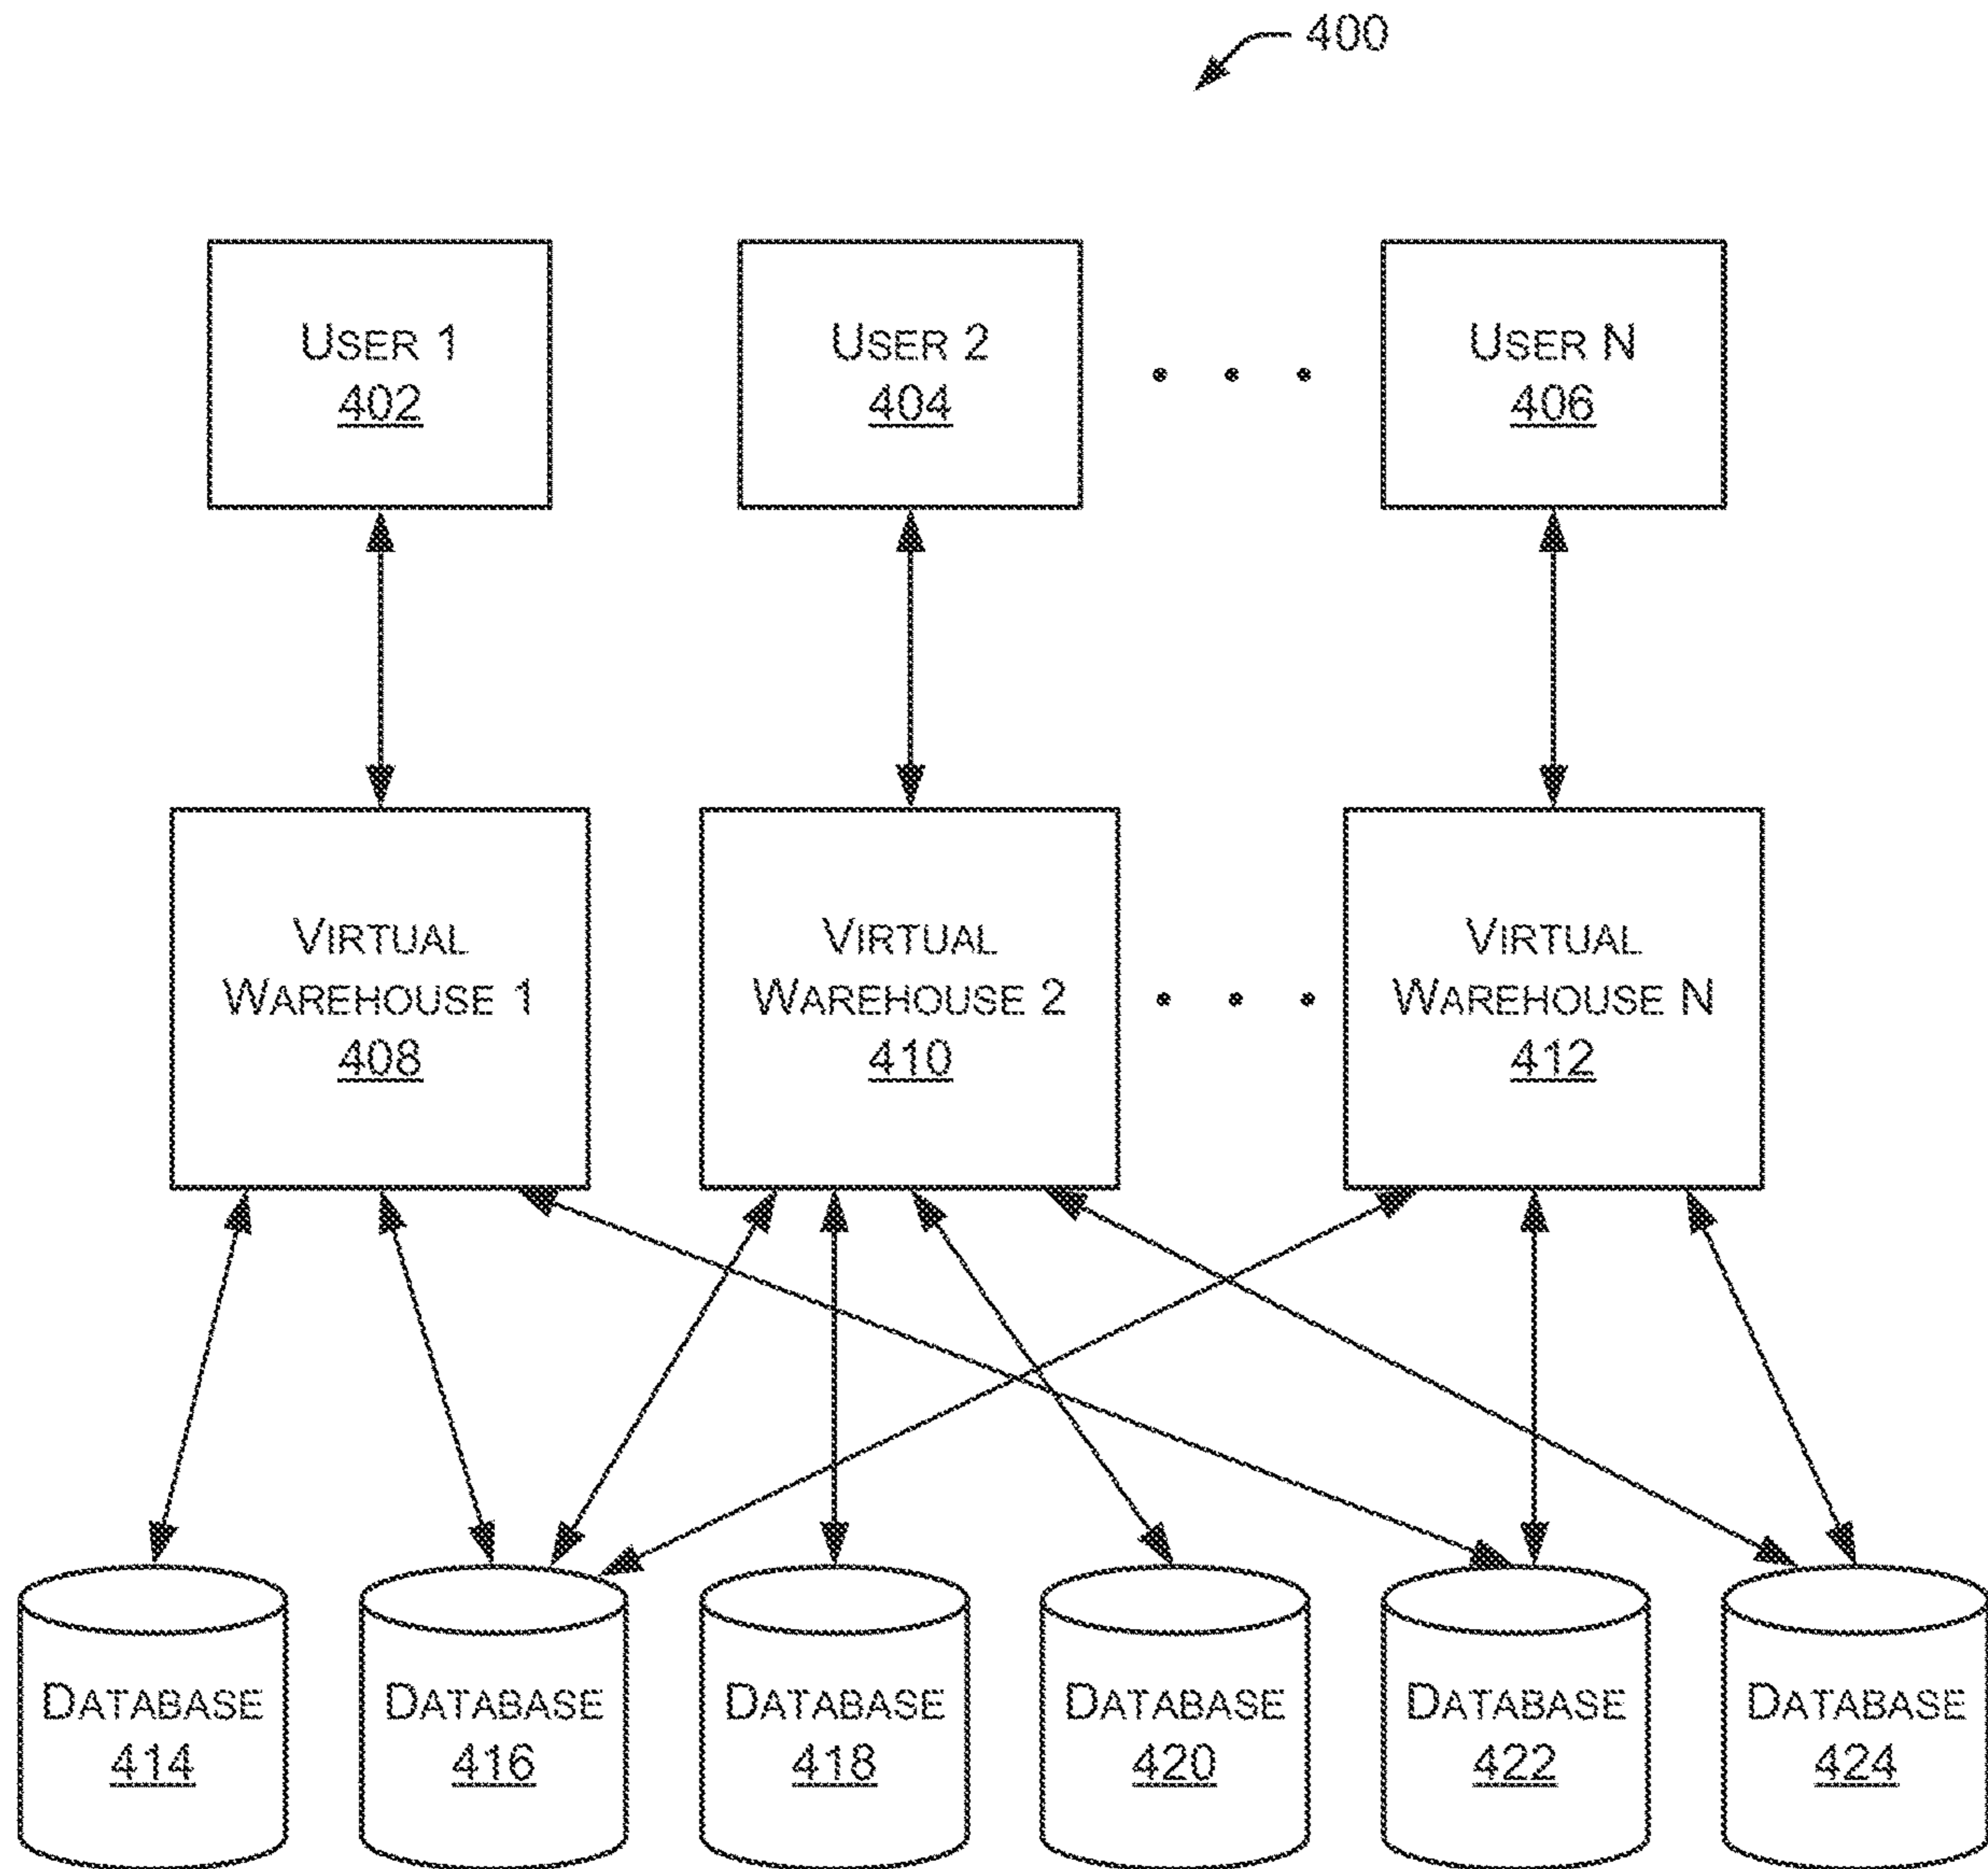 400
USER 1
402
USER 2
404
USER N
406
VIRTUAL
WAREHOUSE 1
408
VIRTUAL
WAREHOUSE 2
410
VIRTUAL
WAREHOUSE N
412
DATABASE
414
DATABASE
416
DATABASE
418
DATABASE
420
DATABASE
422
DATABASE
424